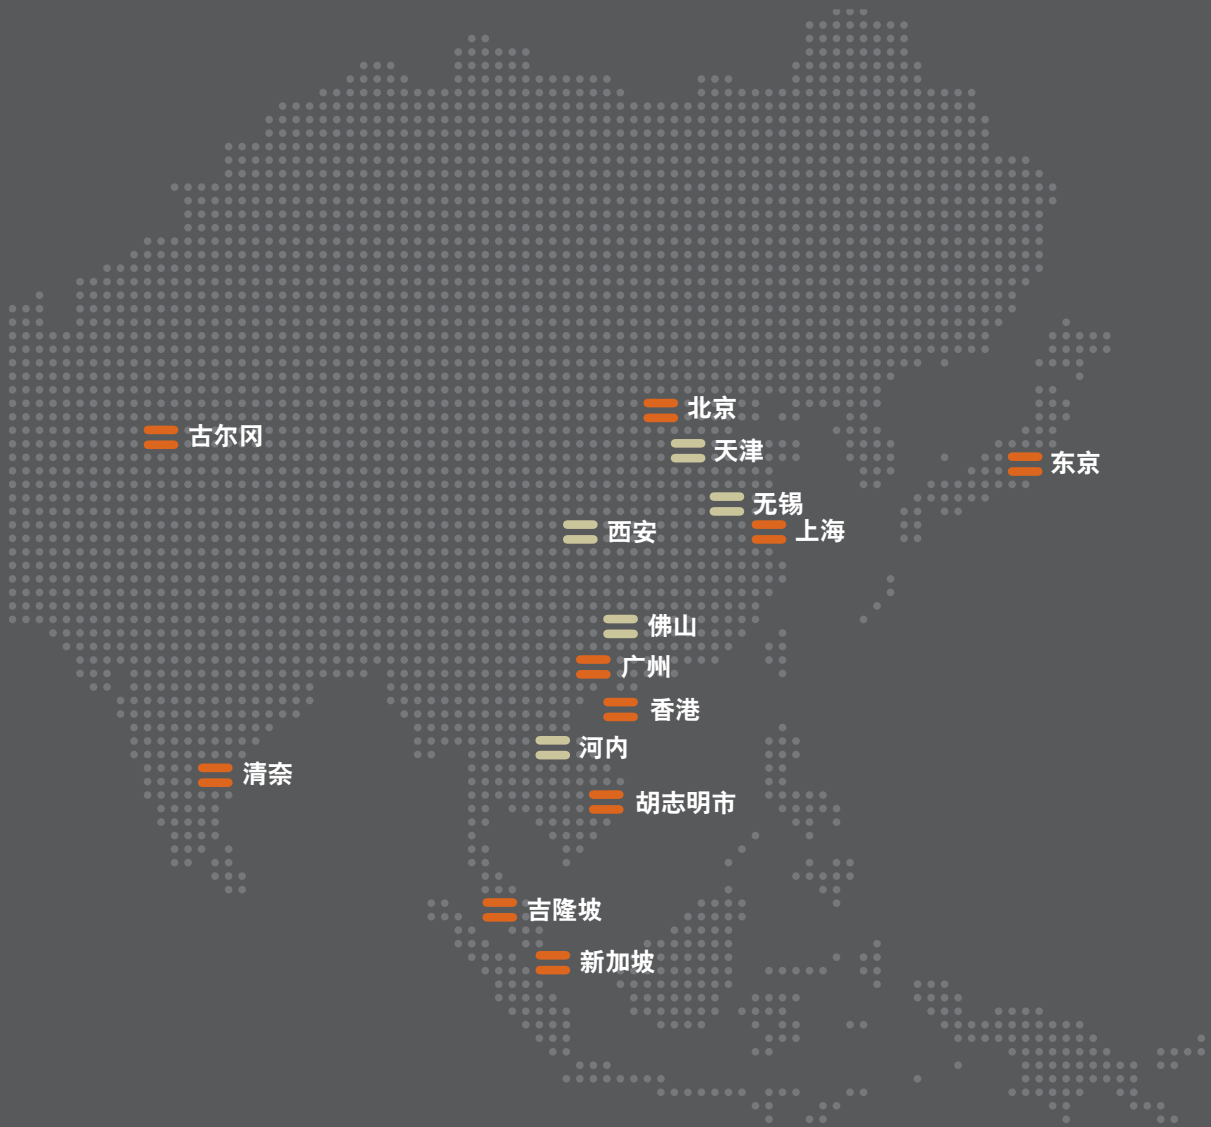 北京
古尔冈
天津
东京
无锡
西安
上海
佛山
广州
香港
河内
清奈
胡志明市
吉隆坡
新加坡